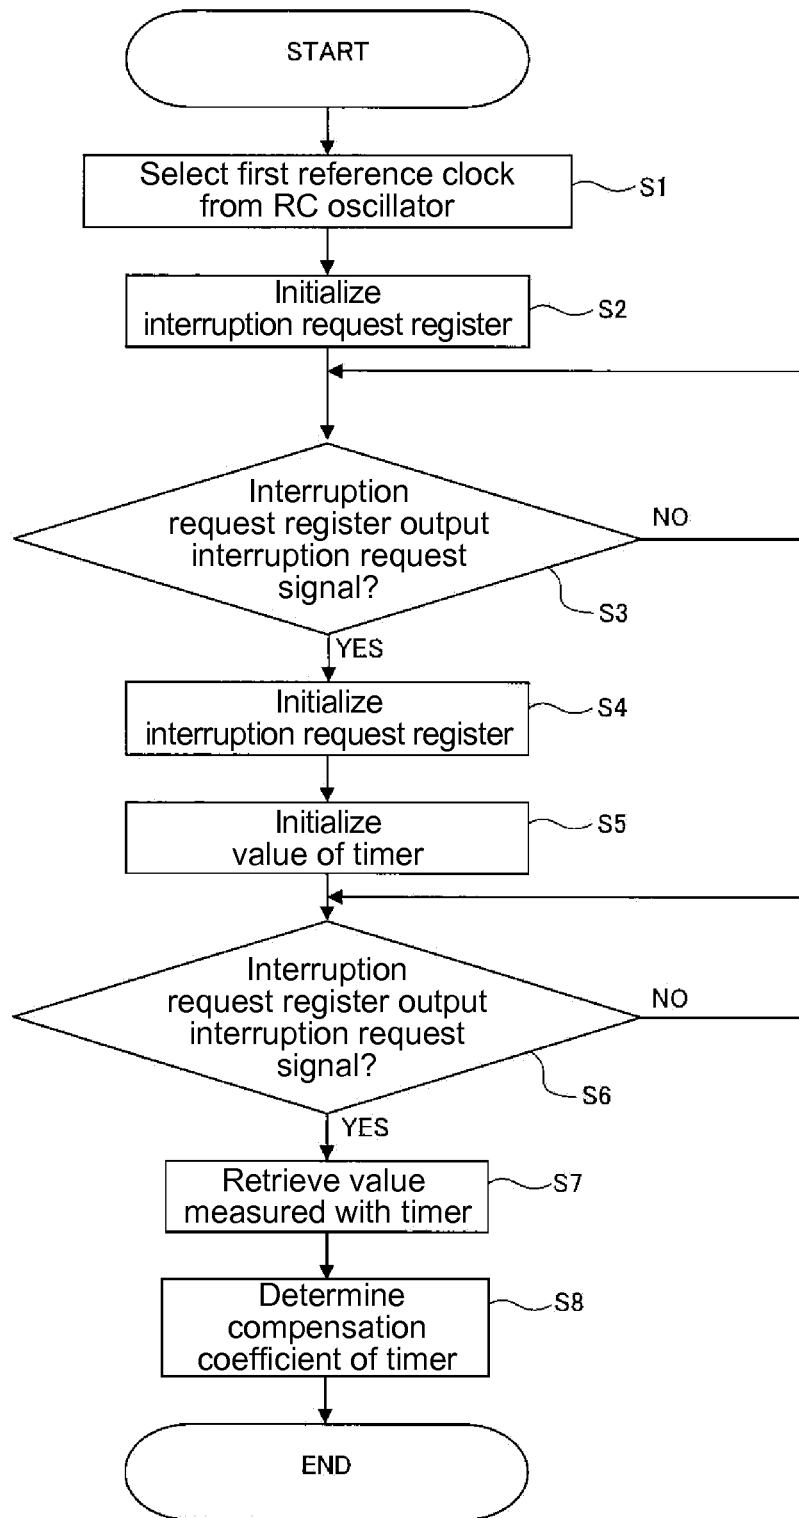 START
Select first reference clock
from RC oscillator
S1
Initialize
interruption request register
S2
Interruption
request register output
interruption request
signal?
NO
S3
YES
Initialize
interruption request register
S4
Initialize
value of timer
S5
Interruption
request register output
interruption request
signal?
NO
S6
YES
Retrieve value
measured with timer
S7
Determine
compensation
coefficient of timer
S8
END